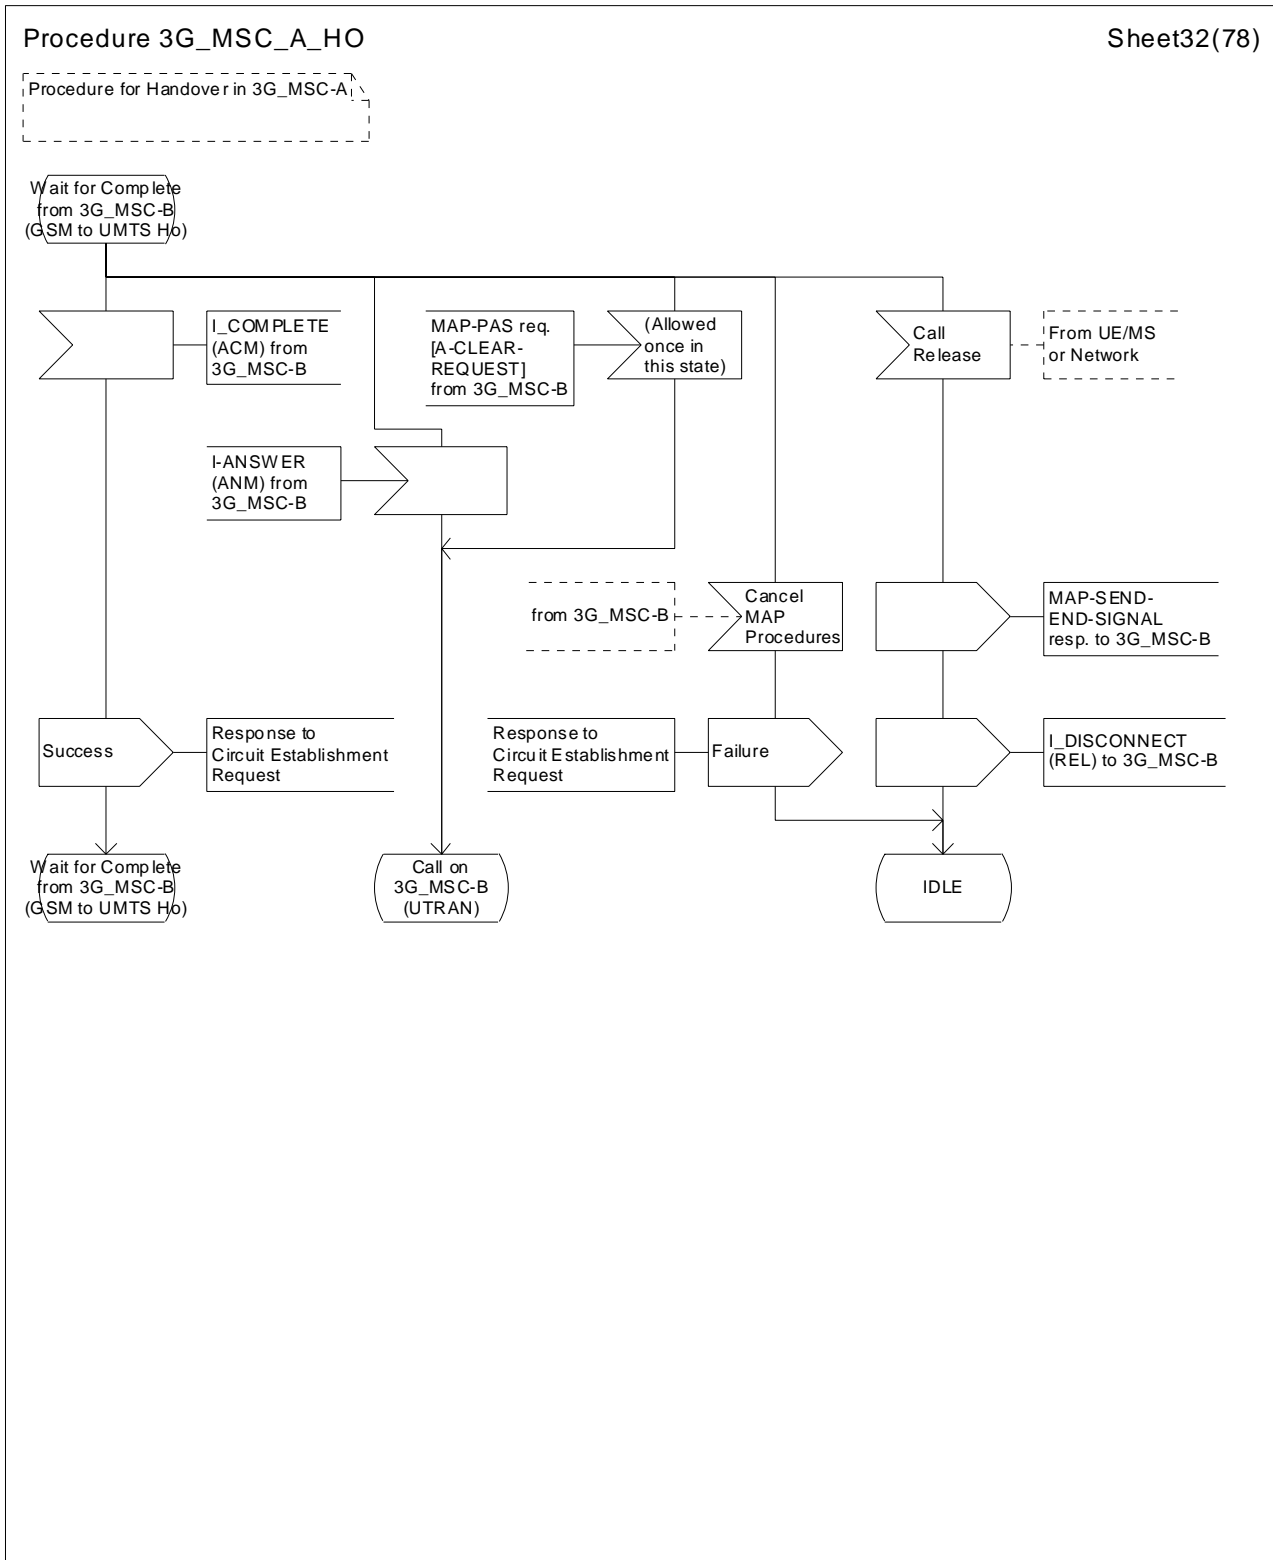 Procedure 3G_MSC_A_HO
Sheet32(78)
Procedure for Handover in 3G_MSC-A
Wait for Complete
from 3G_MSC-B
(GSM to UMTS Ho)
I_COMPLETE
(ACM) from
3G_MSC-B
MAP-PAS req.
[A-CLEAR-
REQUEST]
from 3G_MSC-B
(Allowed
once in
this state)
Call
Release
From UE/MS
or Network
I-ANSWER
(ANM) from
3G_MSC-B
from 3G_MSC-B
Cancel
MAP
Procedures
MAP-SEND-
END-SIGNAL
resp. to 3G_MSC-B
Success
Response to
Circuit Establishment
Request
Response to
Circuit Establishment
Request
Failure
I_DISCONNECT
(REL) to 3G_MSC-B
Wait for Complete
from 3G_MSC-B
(GSM to UMTS Ho)
Call on
3G_MSC-B
(UTRAN)
IDLE